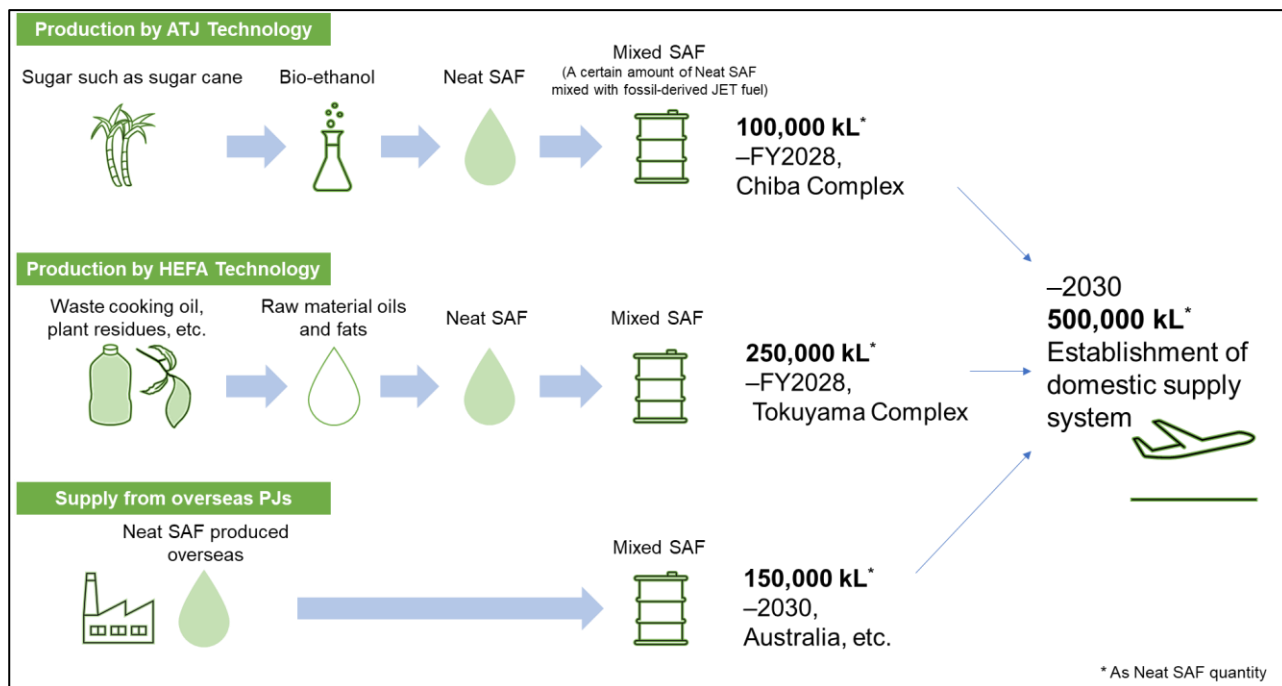 Production by ATJ Technology
Sugar such as sugar cane
Bio-ethanol
Neat SAF
Mixed SAF
(A certain amount of Neat SAF
mixed with fossil-derived JET fuel)
100,000 kL*
–FY2028,
Chiba Complex
Production by HEFA Technology
Waste cooking oil,
plant residues, etc.
Raw material oils
and fats
Neat SAF
Mixed SAF
250,000 kL*
–FY2028,
Tokuyama Complex
–2030
500,000 kL*
Establishment of
domestic supply
system
Supply from overseas PJs
Neat SAF produced
overseas
Mixed SAF
150,000 kL*
–2030,
Australia, etc.
* As Neat SAF quantity